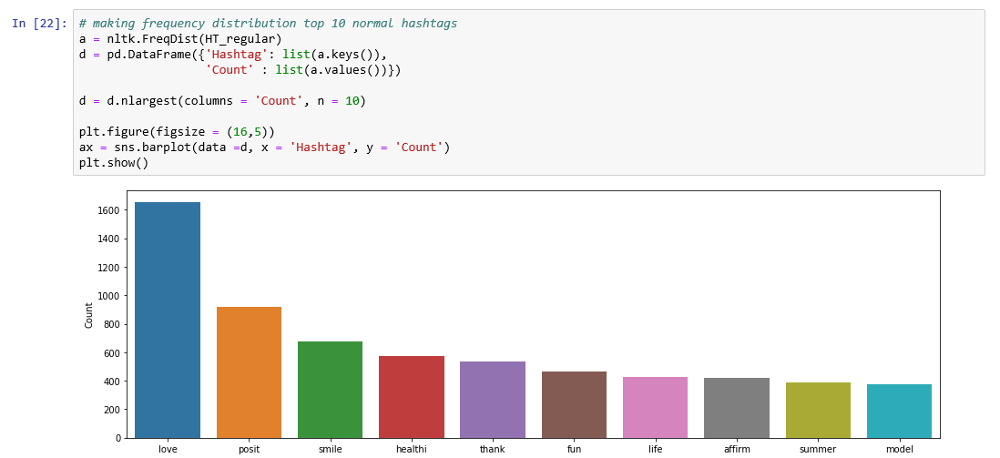 In [22]: # making frequency distribution top 10 normal hashtags
a = nltk.FreqDist(HT_regular)
d = pd.DataFrame({'Hashtag': list(a.keys()),
                  'Count' : list(a.values())})
d = d.nlargest(columns = 'Count', n = 10)
plt.figure(figsize = (16,5))
ax = sns.barplot(data =d, x = 'Hashtag', y = 'Count')
plt.show()
1600
1400
1200
1000
800
600
400
200
0
Count
love posit smile healthi thank fun life affirm summer model